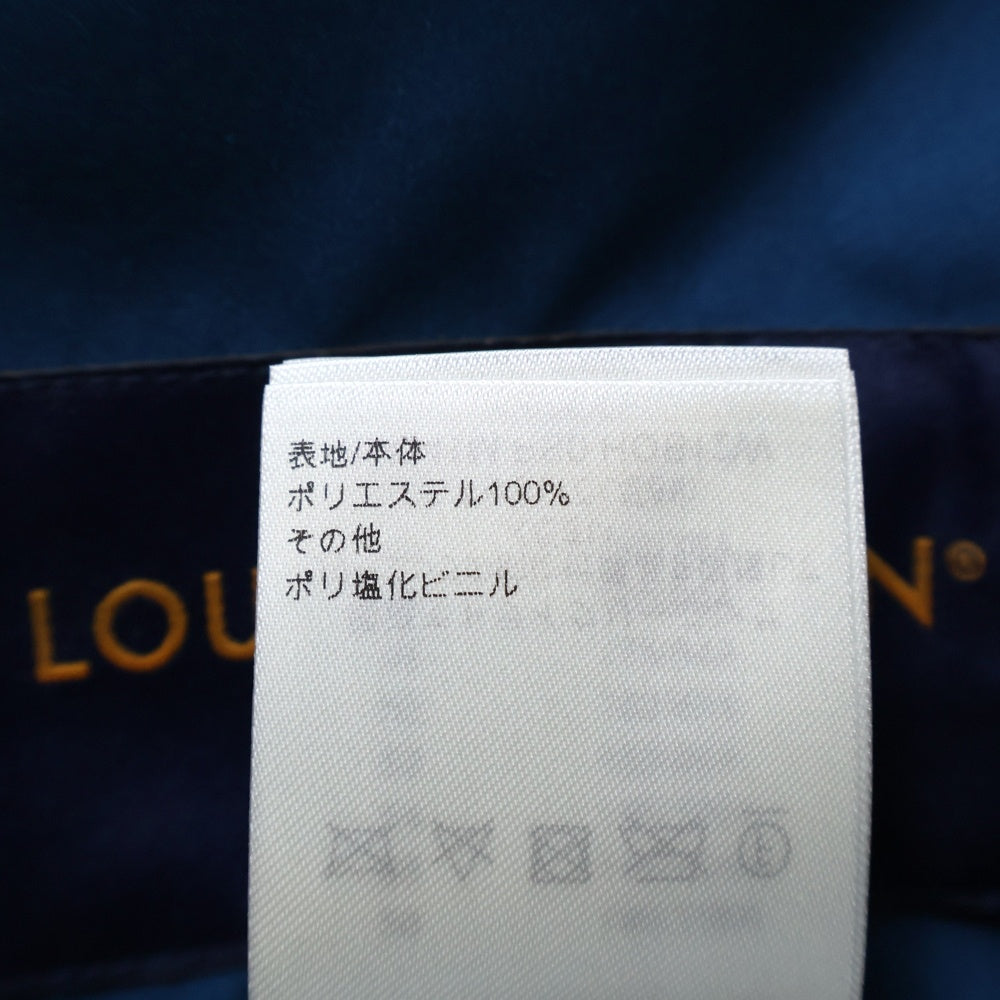 表地/本体
ポリエステル100%
その他
ポリ塩化ビニル
LOU N®